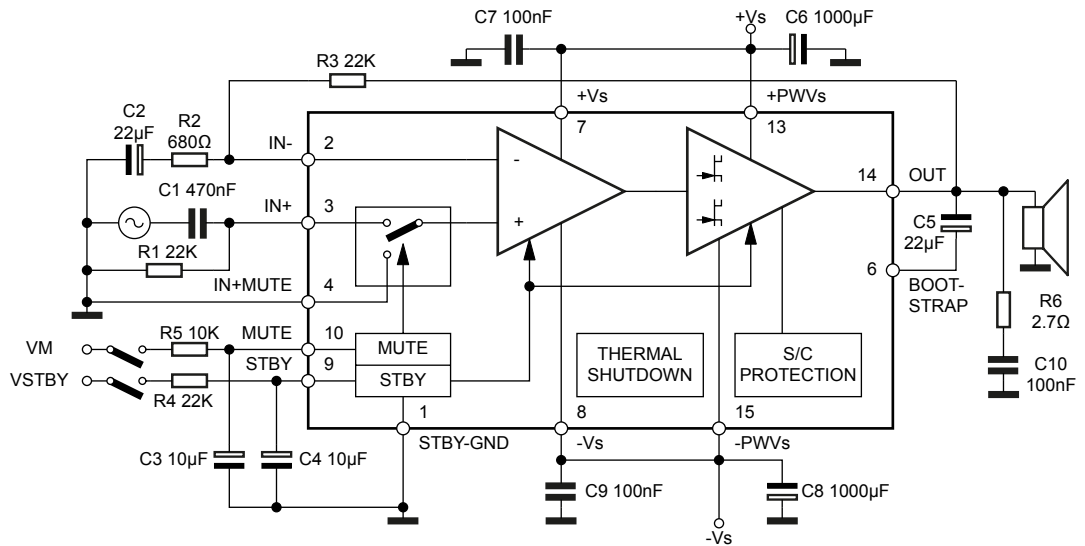 C7 100nF
+Vs
C6 1000µF
R3 22K
C2
22µF
R2
680Ω
+Vs
+PWVs
IN-
2
7
13
-
14
OUT
C1 470nF
IN+
3
+
C5
22µF
R1 22K
IN+MUTE
4
6
BOOT-
STRAP
R6
2.7Ω
VM
R5 10K
MUTE
10
MUTE
THERMAL
SHUTDOWN
S/C
PROTECTION
VSTBY
STBY
9
STBY
C10
100nF
R4 22K
1
8
15
STBY-GND
-Vs
-PWVs
C3 10µF
C4 10µF
C9 100nF
C8 1000µF
-Vs